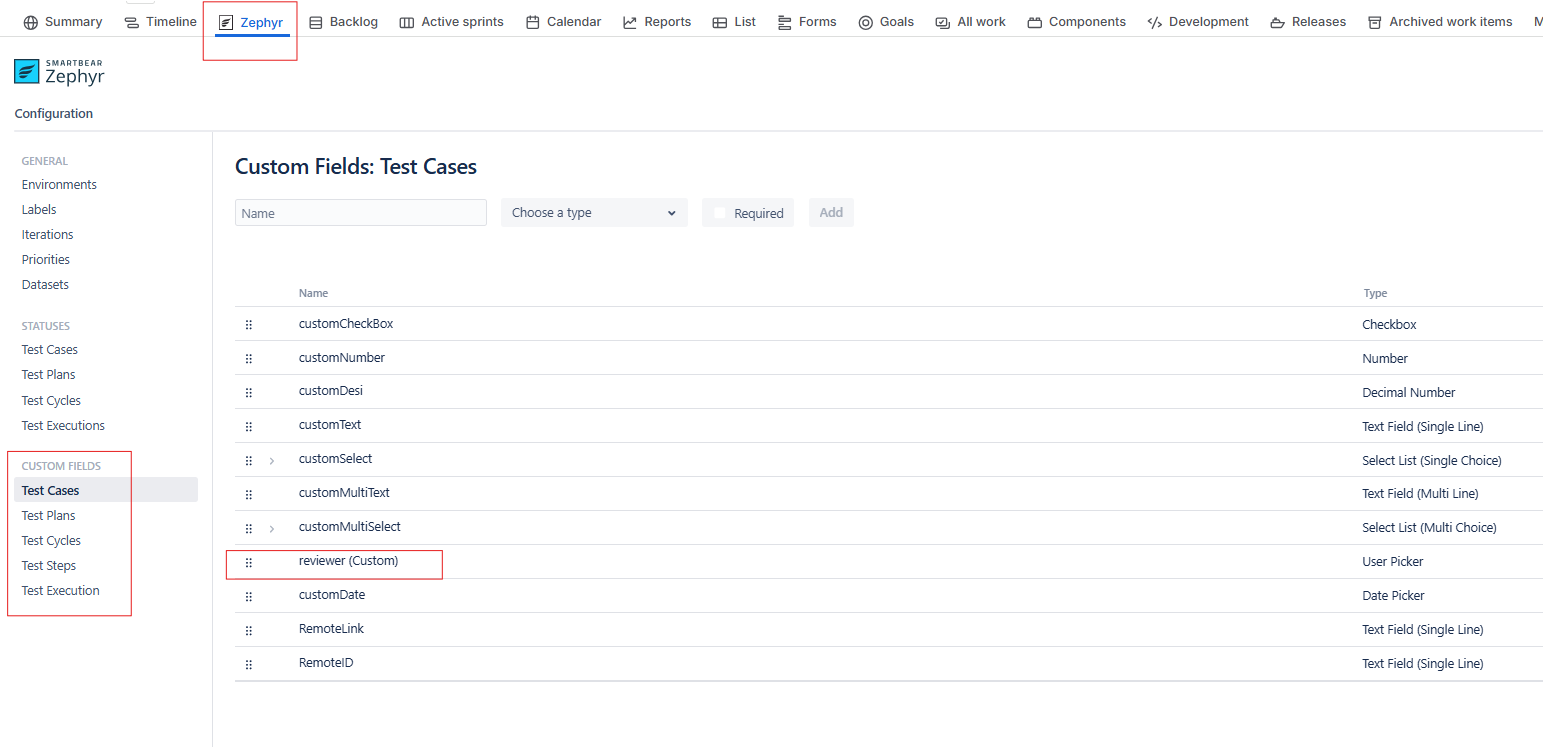 Summary Timeline Zephyr Backlog Active sprints Calendar Reports List Forms Goals All work Components Development Releases Archived work items M
SMARTBEAR
Zephyr
Configuration
GENERAL
Environments
Labels
Iterations
Priorities
Datasets
STATUSES
Test Cases
Test Plans
Test Cycles
Test Executions
CUSTOM FIELDS
Test Cases
Test Plans
Test Cycles
Test Steps
Test Execution
Custom Fields: Test Cases
Name Choose a type Required Add
Name Type
customCheckBox Checkbox
customNumber Number
customDesi Decimal Number
customText Text Field (Single Line)
customSelect Select List (Single Choice)
customMultiText Text Field (Multi Line)
customMultiSelect Select List (Multi Choice)
reviewer (Custom) User Picker
customDate Date Picker
RemoteLink Text Field (Single Line)
RemoteID Text Field (Single Line)